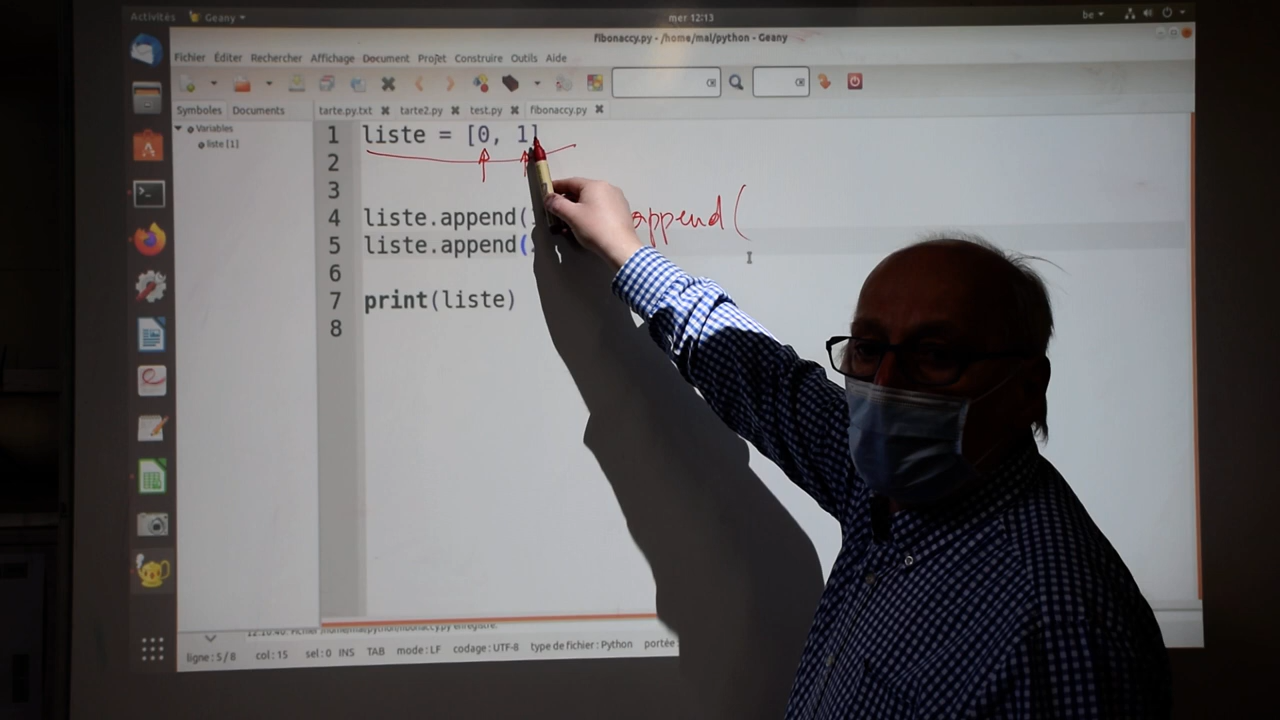 Activités Geany mer 12:13 be
fibonaccy.py - /home/mal/python - Geany
Fichier Éditer Rechercher Affichage Document Projet Construire Outils Aide
Symboles Documents tarte.py.txt tarte2.py test.py fibonaccy.py
Variables
liste [1]
1 liste = [0, 1]
2
3
4 liste.append(
append (
5 liste.append(
6
7 print(liste)
8
ligne : 5 / 8 col : 15 sel : 0 INS TAB mode : LF codage : UTF-8 type de fichier : Python portée